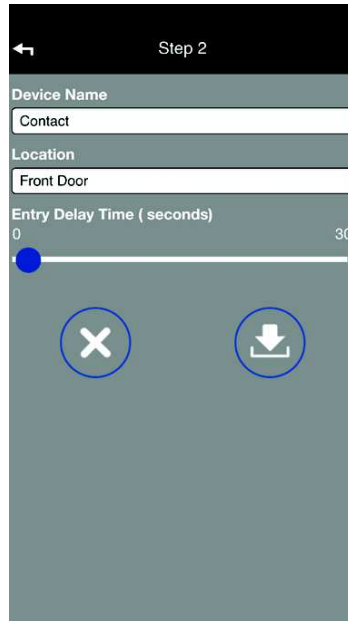 Step 2
Device Name
Contact
Location
Front Door
Entry Delay Time ( seconds)
0 30